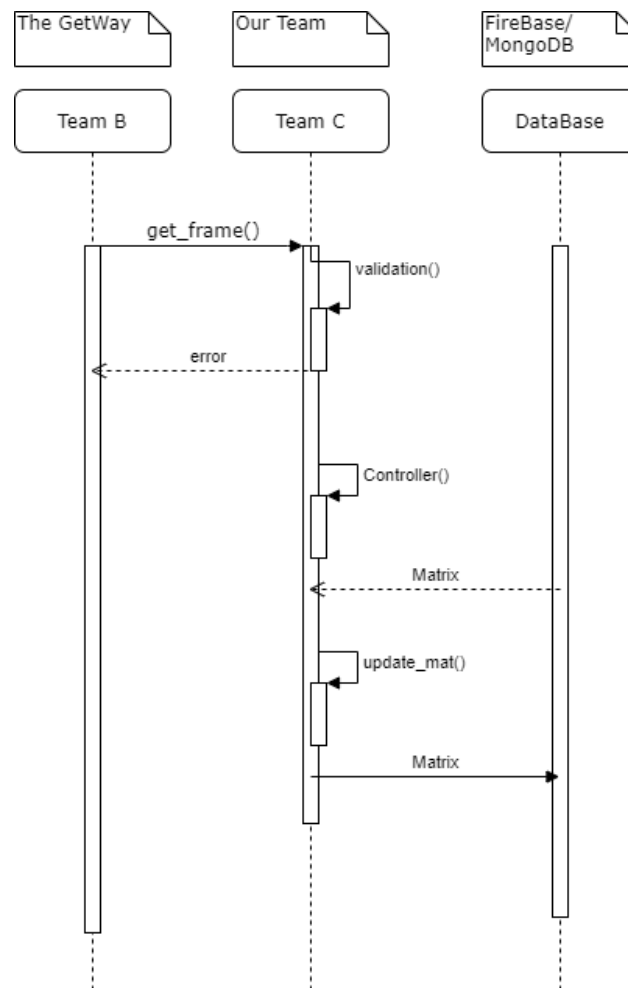 The GetWay
Our Team
FireBase/
MongoDB
Team B
Team C
DataBase
get_frame()
validation()
error
Controller()
Matrix
update_mat()
Matrix